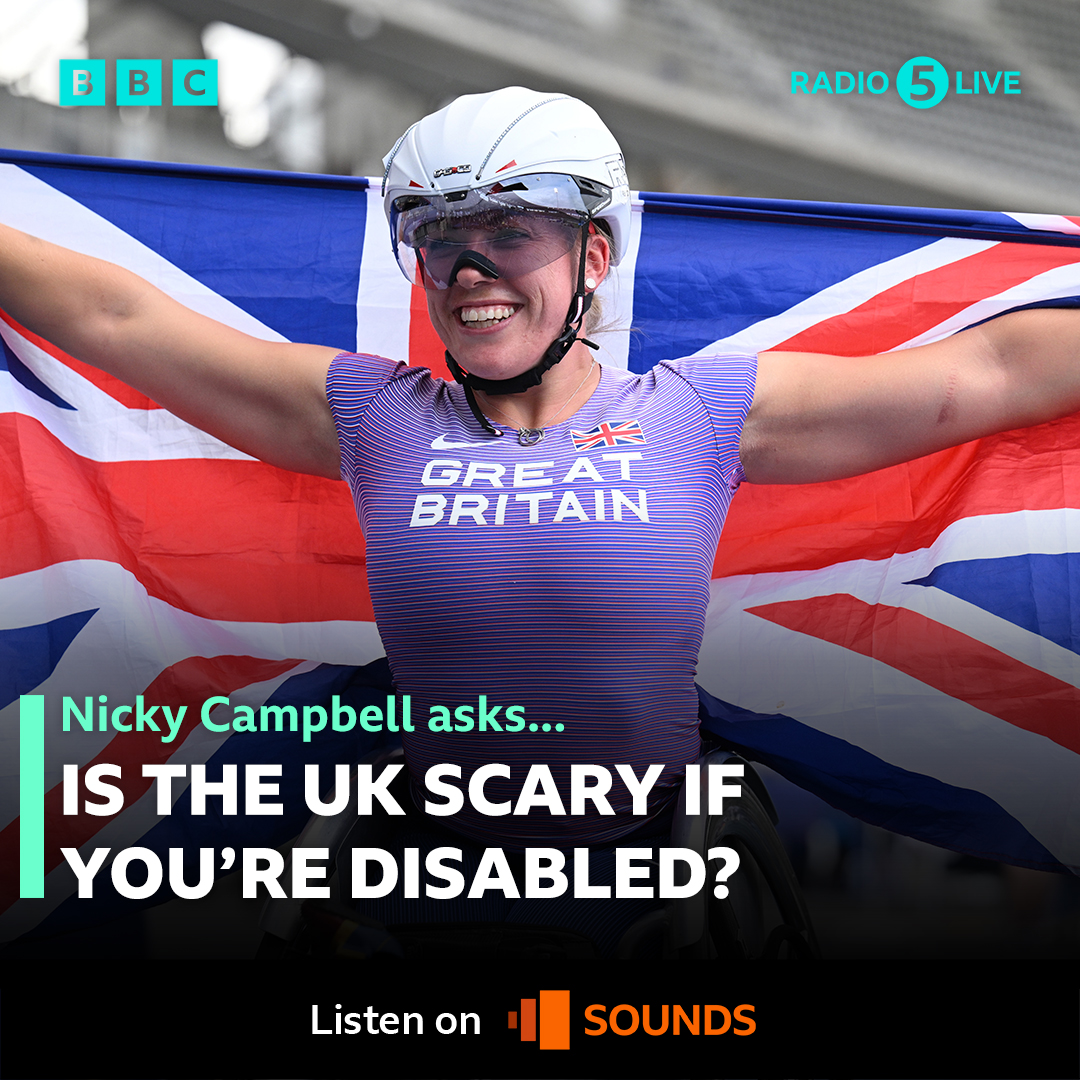 BBC
RADIO 5 LIVE
GREAT
BRITAIN
Nicky Campbell asks...
IS THE UK SCARY IF
YOU'RE DISABLED?
Listen on SOUNDS